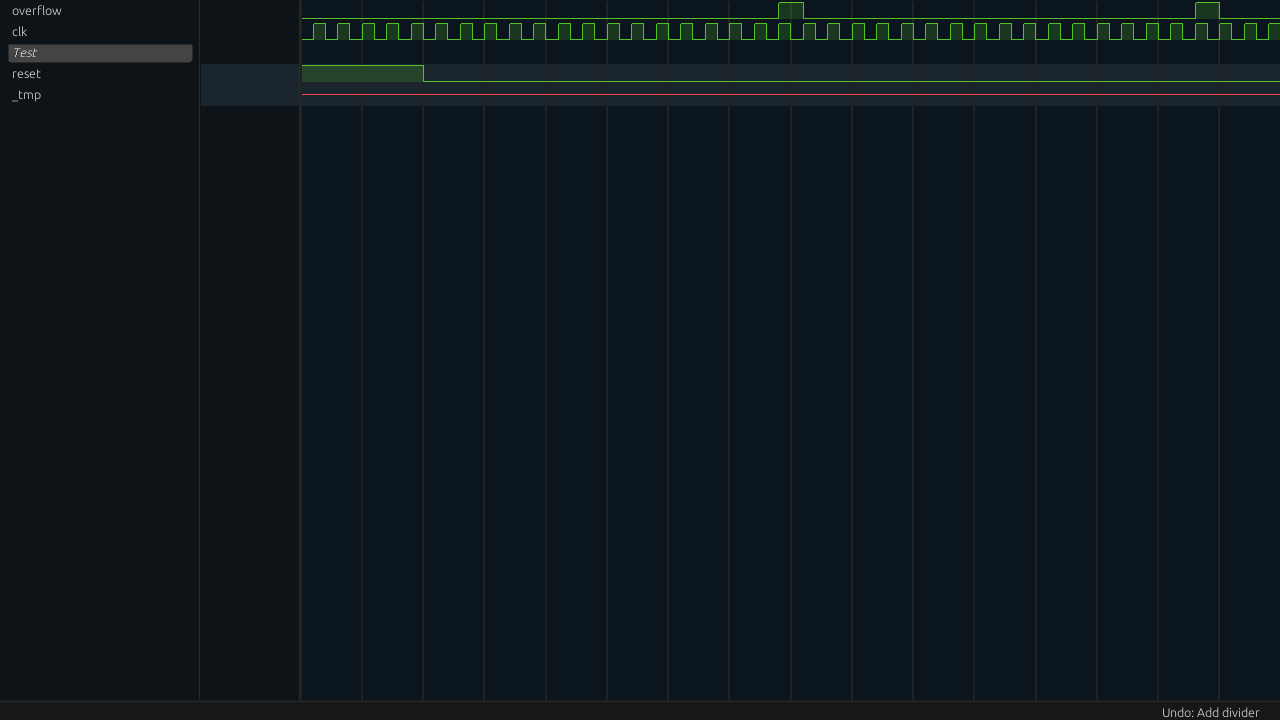 overflow
clk
Test
reset
_tmp
Undo: Add divider